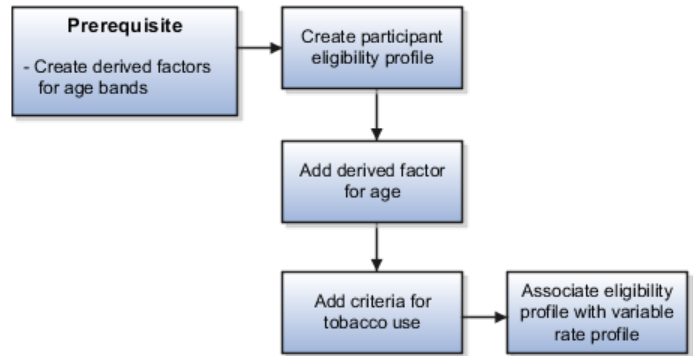 Prerequisite
- Create derived factors
for age bands
Create participant
eligibility profile
Add derived factor
for age
Add criteria for
tobacco use
Associate eligibility
profile with variable
rate profile